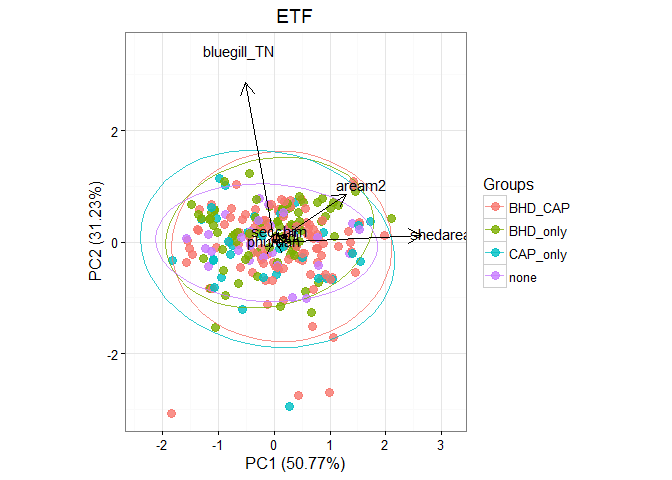 ETF
bluegill_TN
aream2
secchim
shedarea
PC2 (31.23%)
2
0
-2
-2
-1
0
1
2
3
PC1 (50.77%)
Groups
BHD_CAP
BHD_only
CAP_only
none